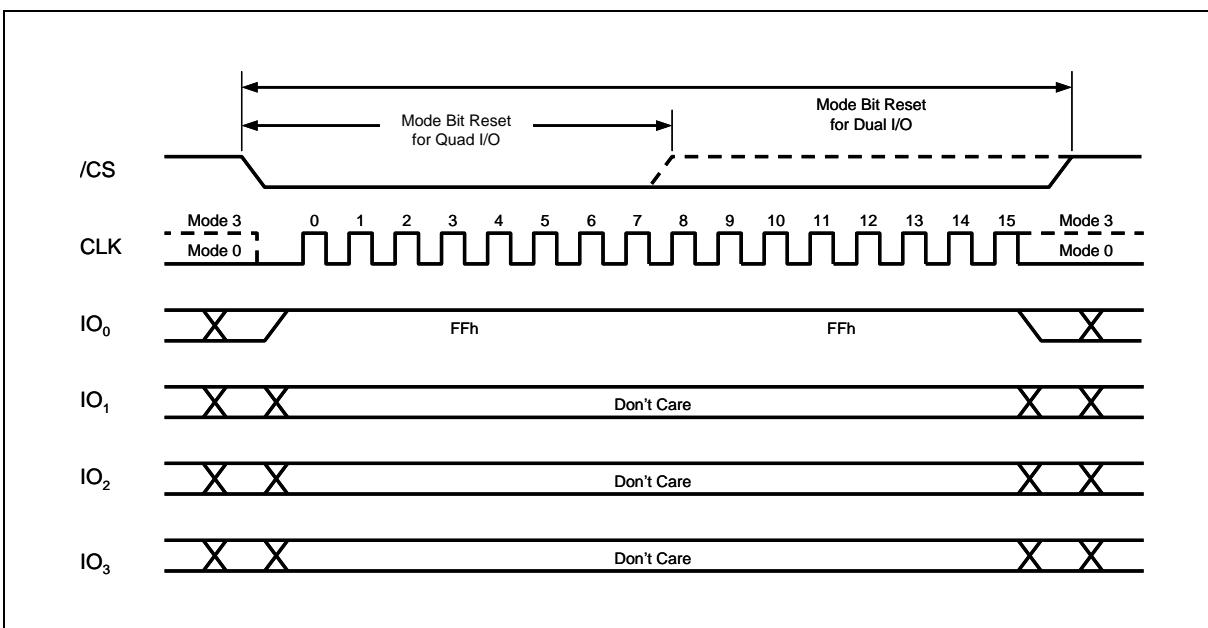 Mode Bit Reset
for Dual I/O
Mode Bit Reset
for Quad I/O
/CS
Mode 3 0 1 2 3 4 5 6 7 8 9 10 11 12 13 14 15 Mode 3
CLK Mode 0 Mode 0
IO₀ FFh FFh
IO₁ Don't Care
IO₂ Don't Care
IO₃ Don't Care